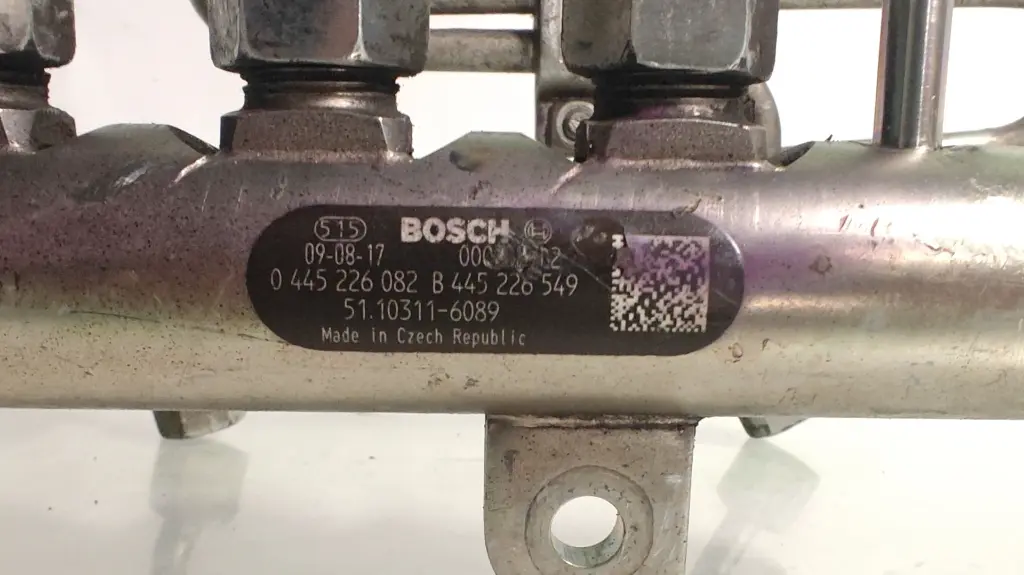 515 BOSCH
09-08-17
0 445 226 082 B 445 226 549
51.10311-6089
Made in Czech Republic